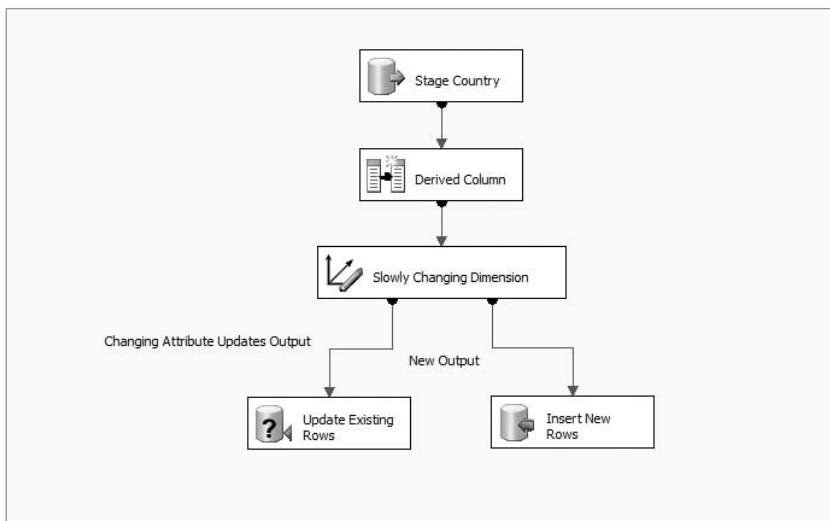 Stage Country
Derived Column
Slowly Changing Dimension
Changing Attribute Updates Output
New Output
Update Existing
Rows
Insert New
Rows
?